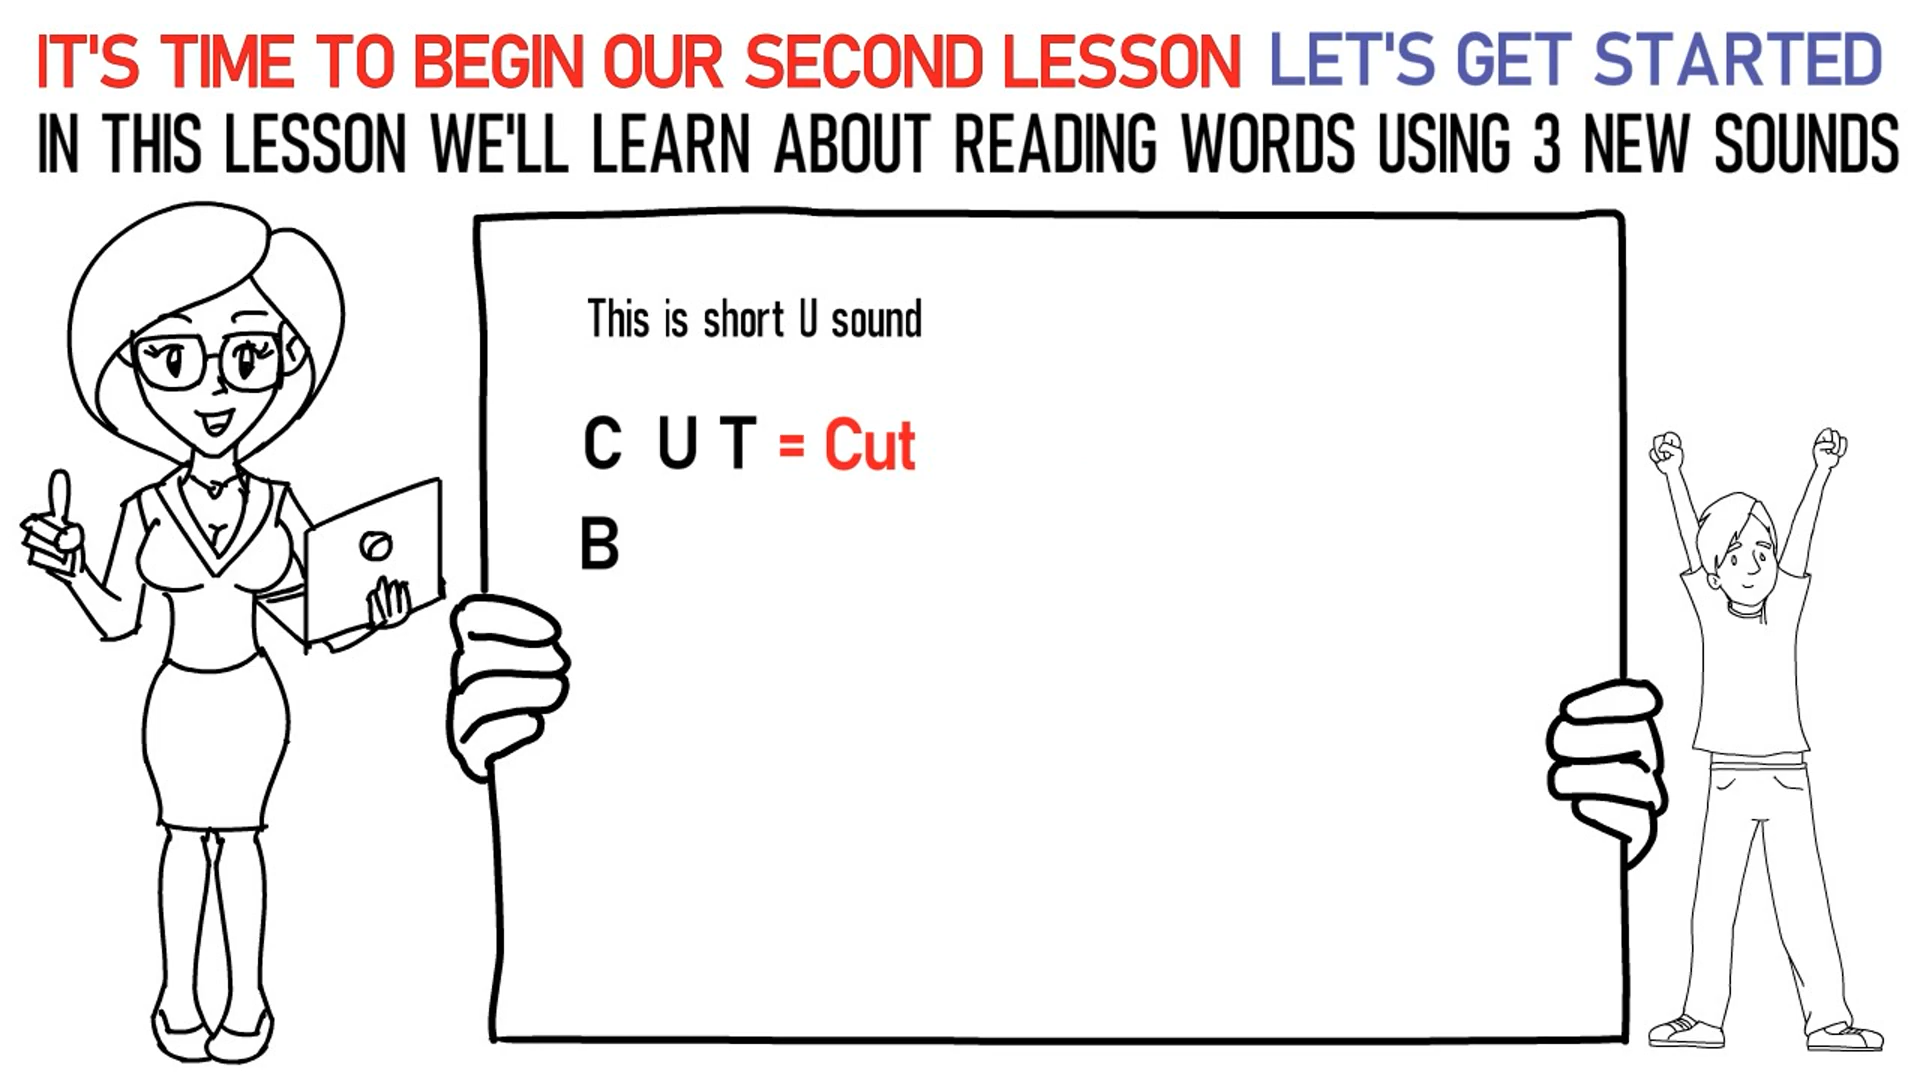 IT'S TIME TO BEGIN OUR SECOND LESSON LET'S GET STARTED
IN THIS LESSON WE'LL LEARN ABOUT READING WORDS USING 3 NEW SOUNDS
This is short U sound
C U T = Cut
B